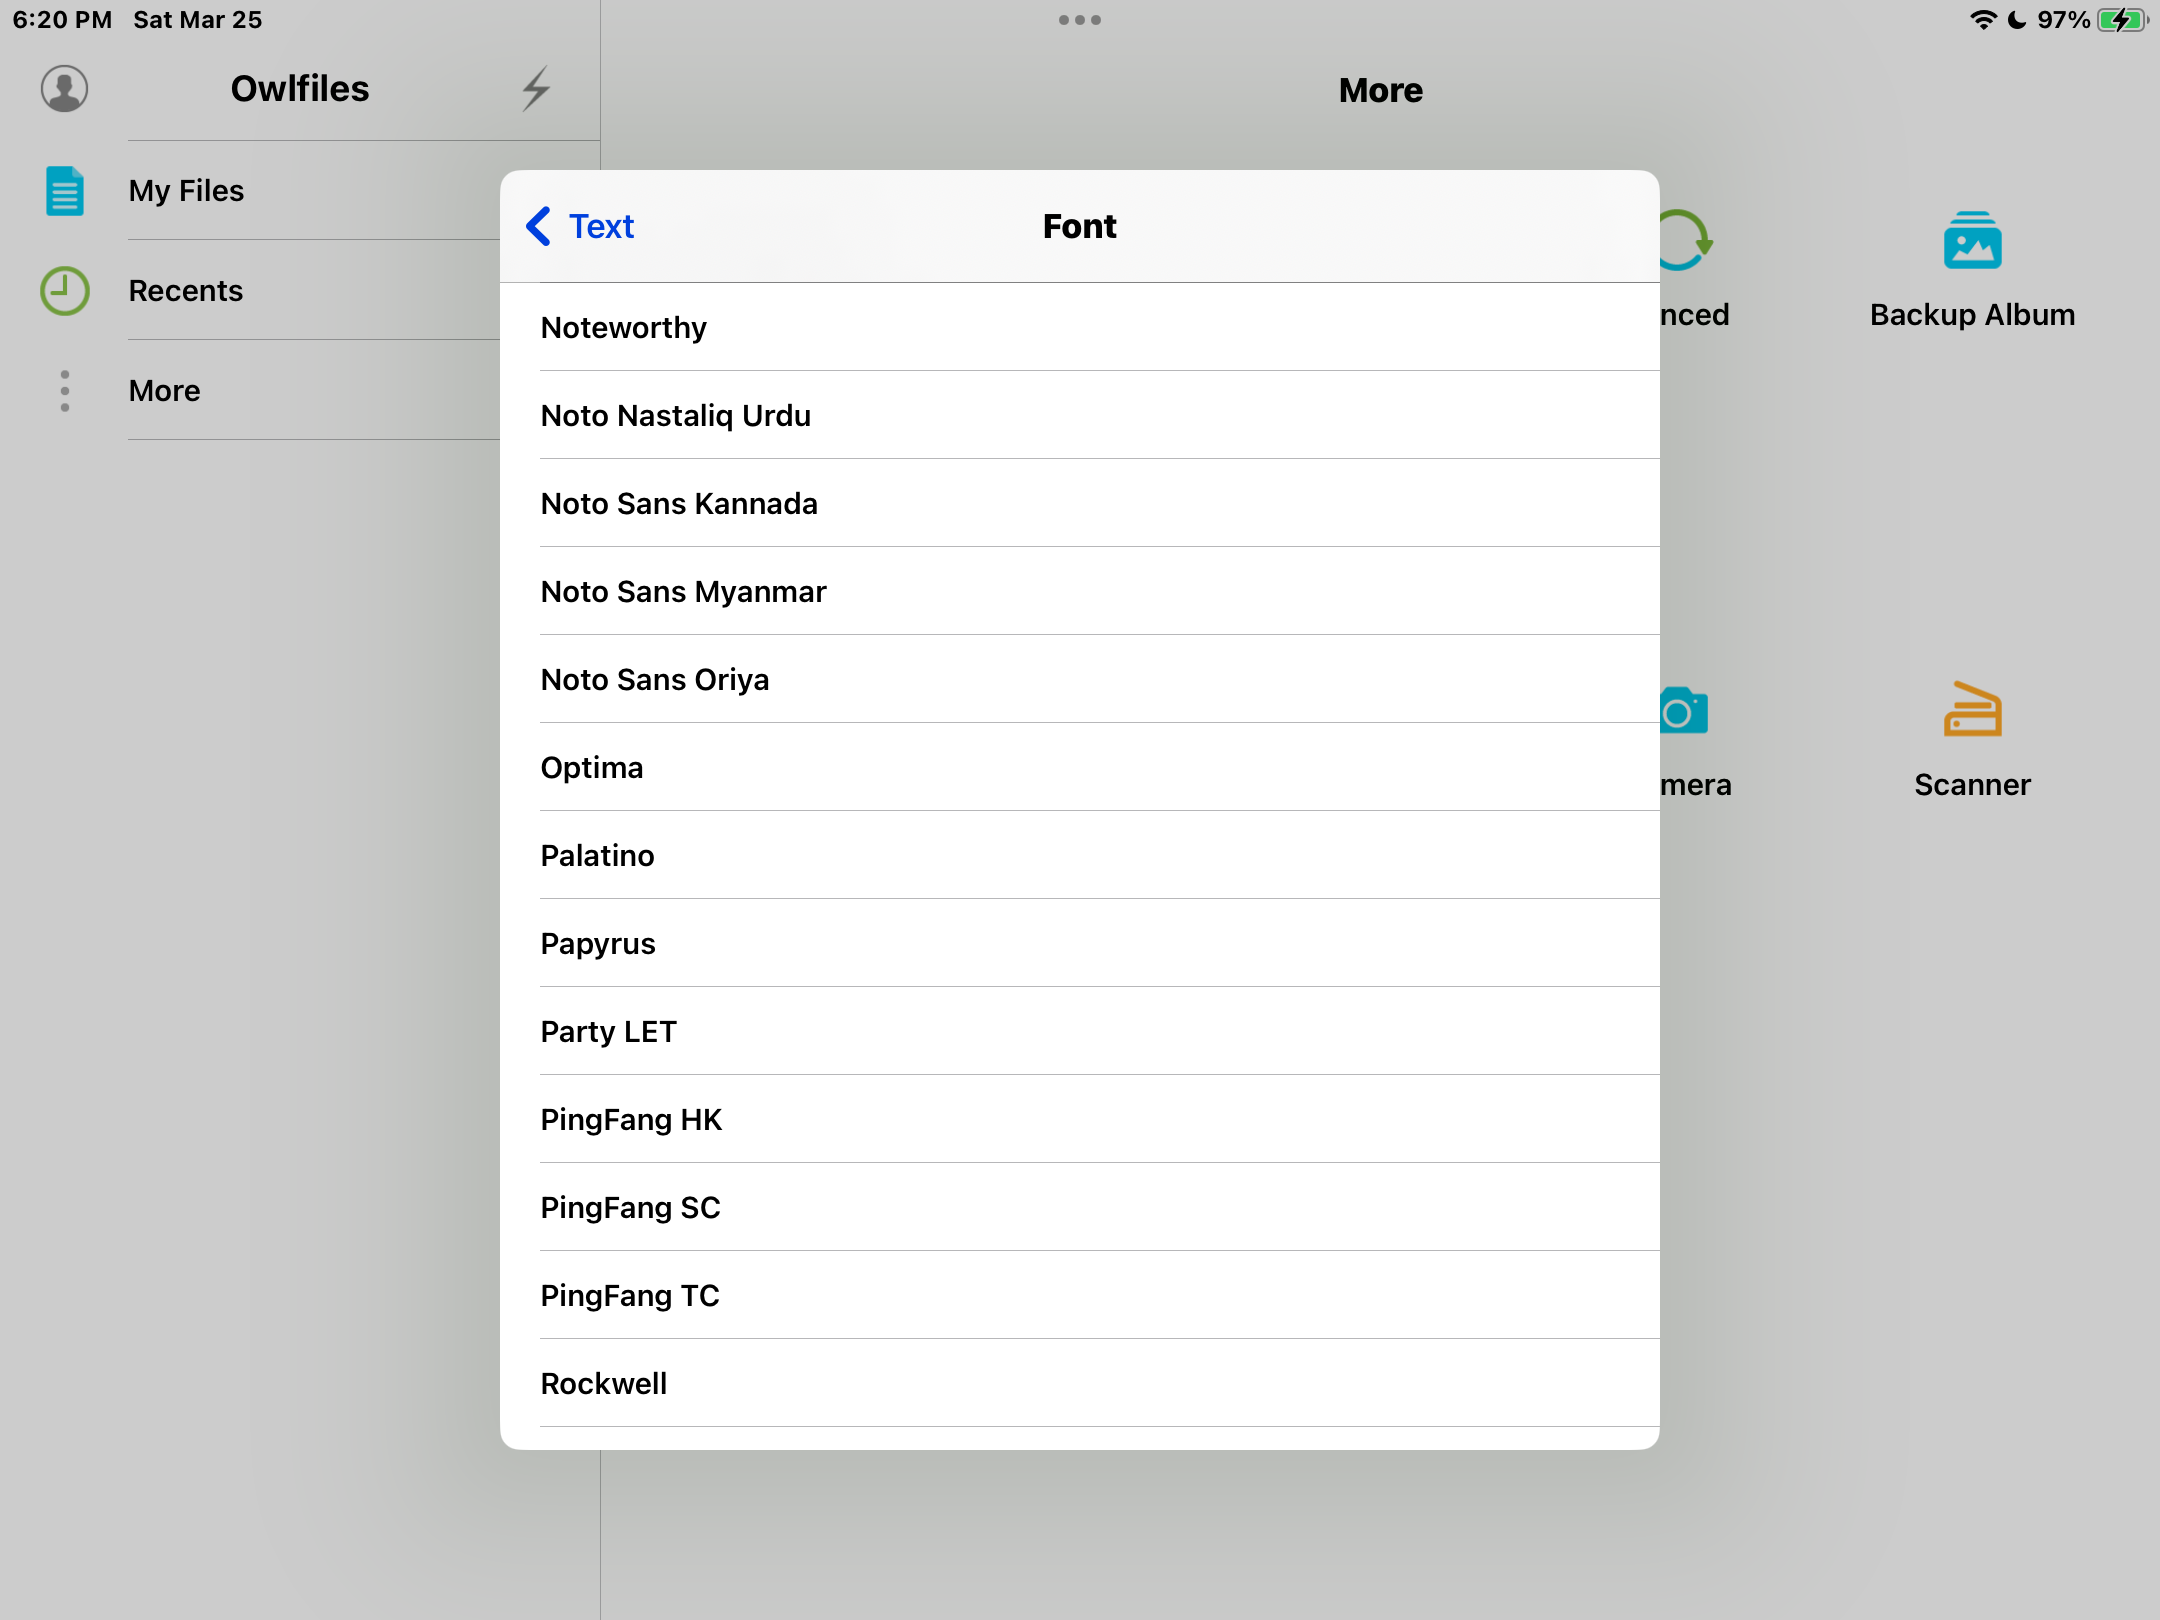 6:20 PM Sat Mar 25
97%
Owlfiles
More
My Files
Recents
More
Text
Font
Noteworthy
Noto Nastaliq Urdu
Noto Sans Kannada
Noto Sans Myanmar
Noto Sans Oriya
Optima
Palatino
Papyrus
Party LET
PingFang HK
PingFang SC
PingFang TC
Rockwell
nced
Backup Album
mera
Scanner